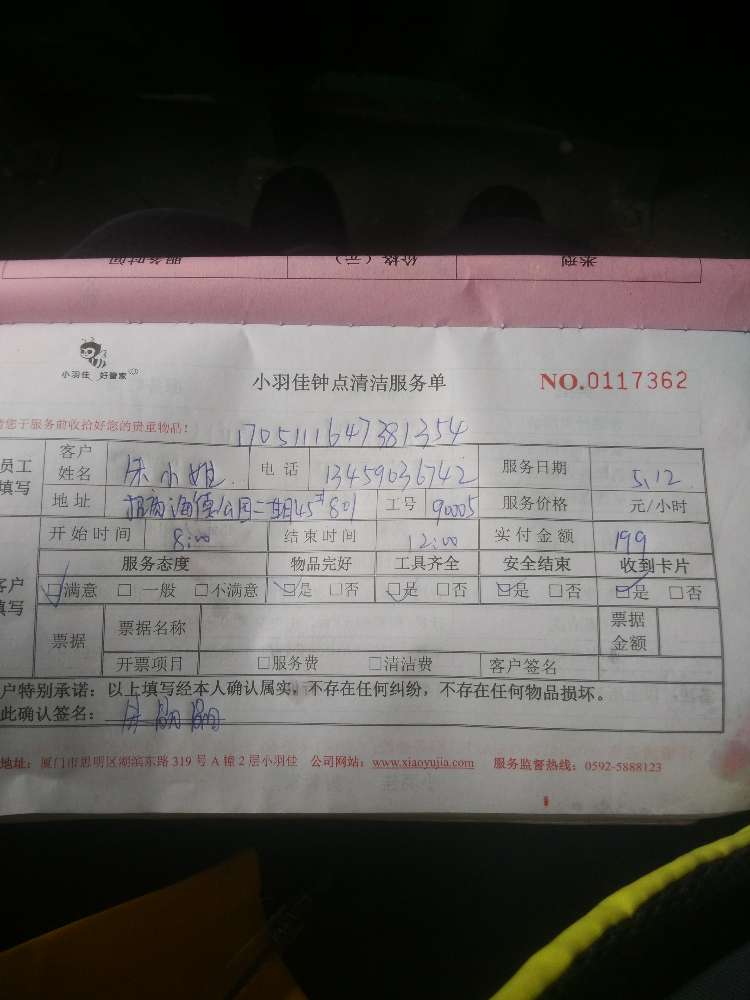 服务时间 价格(元) 类型
小羽佳 好管家
小羽佳钟点清洁服务单 NO.0117362
请您于服务前收拾好您的贵重物品:
1705111647381354
员工填写 客户姓名 朱小姐 电话 13459036742 服务日期 5.12
地址 招商海德公园二期45# 801 工号 90005 服务价格 元/小时
开始时间 8:00 结束时间 12:00 实付金额 199
客户填写 服务态度 物品完好 工具齐全 安全结束 收到卡片
☑满意 □一般 □不满意 ☑是 □否 ☑是 □否 ☑是 □否 ☑是 □否
票据 票据名称 票据金额
开票项目 □服务费 □清洁费 客户签名
户特别承诺:以上填写经本人确认属实,不存在任何纠纷,不存在任何物品损坏。
此确认签名: 朱
地址:厦门市思明区湖滨东路319号A幢2层小羽佳 公司网站:www.xiaoyujia.com 服务监督热线:0592-5888123